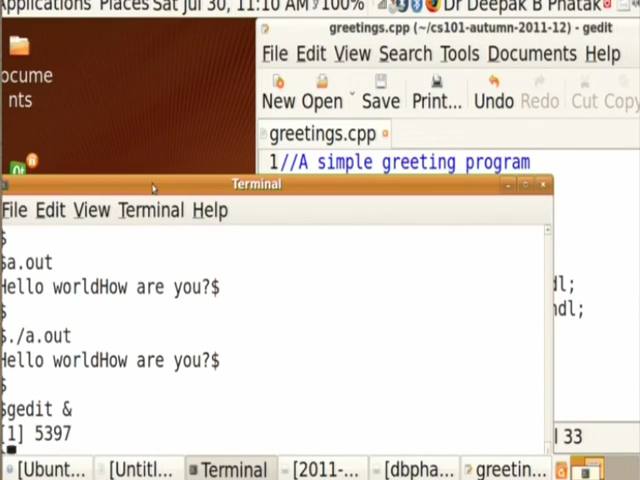 Applications Places Sat Jul 30, 11:10 AM 100% Dr Deepak B Phatak
greetings.cpp (~/cs101-autumn-2011-12) - gedit
File Edit View Search Tools Documents Help
ocume
nts
New Open Save Print... Undo Redo Cut Copy
greetings.cpp
1//A simple greeting program
Terminal
File Edit View Terminal Help
$
$a.out
Hello worldHow are you?$
dl;
$
ndl;
$./a.out
Hello worldHow are you?$
$
$gedit &
[1] 5397
33
[Ubunt... [Untitl... Terminal [2011-... [dbpha... greetin...